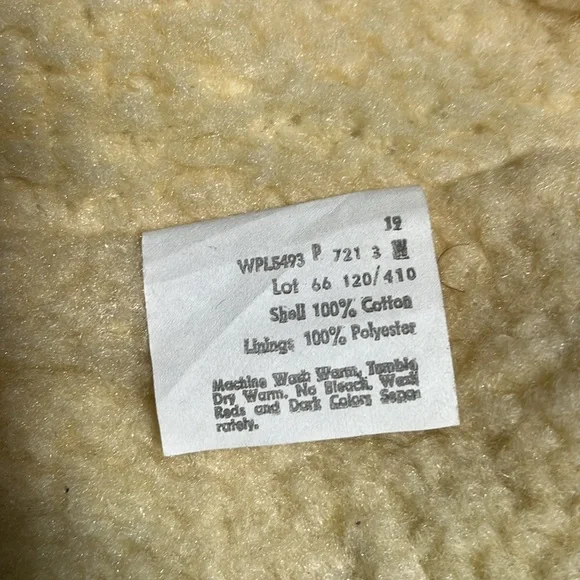 12
WPL5493 P 721 3 W
Lot 66 120/410
Shell 100% Cotton
Linings 100% Polyester
Machine Wash Warm, Tumble
Dry Warm. No Bleach. Wash
Reds and Dark Colors Sepa-
rately.